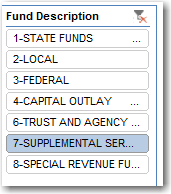 Fund Description
1-STATE FUNDS ...
2-LOCAL
3-FEDERAL
4-CAPITAL OUTLAY ...
6-TRUST AND AGENCY ...
7-SUPPLEMENTAL SER...
8-SPECIAL REVENUE FU...